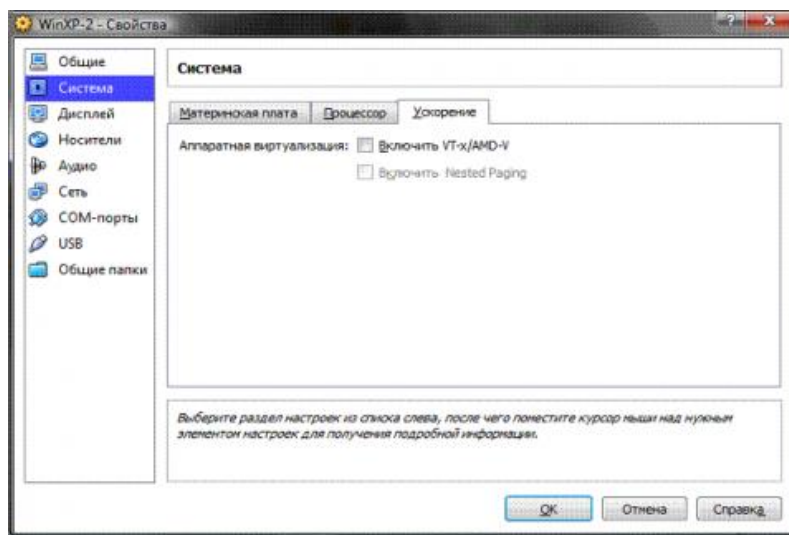 WinXP-2 - Свойства
Общие
Система
Дисплей
Носители
Аудио
Сеть
COM-порты
USB
Общие папки
Система
Материнская плата
Процессор
Ускорение
Аппаратная виртуализация: Включить VT-x/AMD-V
Включить Nested Paging
Выберите раздел настроек из списка слева, после чего поместите курсор мыши над нужным
элементом настроек для получения подробной информации.
OK
Отмена
Справка